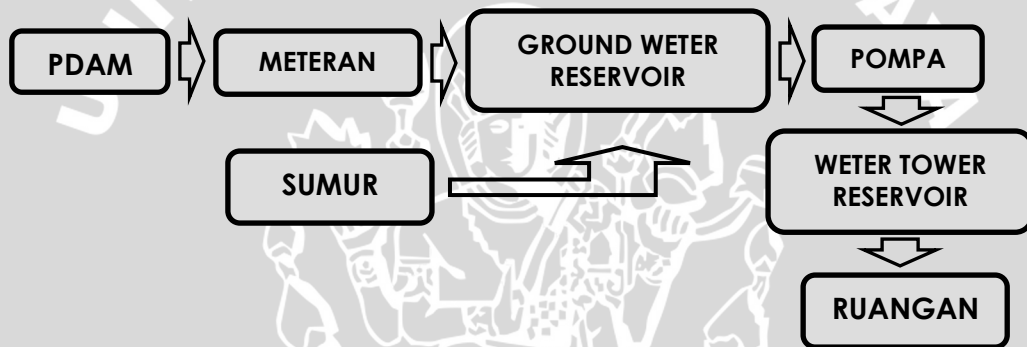 PDAM
METERAN
GROUND WETER
RESERVOIR
POMPA
SUMUR
WETER TOWER
RESERVOIR
RUANGAN